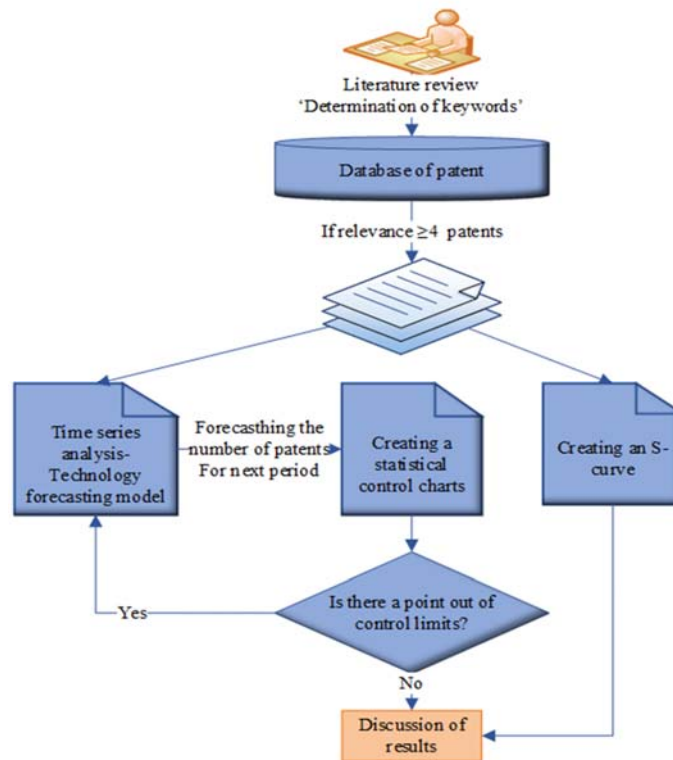 Literature review
‘Determination of keywords’
Database of patent
If relevance ≥4 patents
Time series
analysis-
Technology
forecasting model
Forecasthing the
number of patents
For next period
Creating a
statistical
control charts
Creating an S-
curve
Is there a point out of
control limits?
Yes
No
Discussion of
results